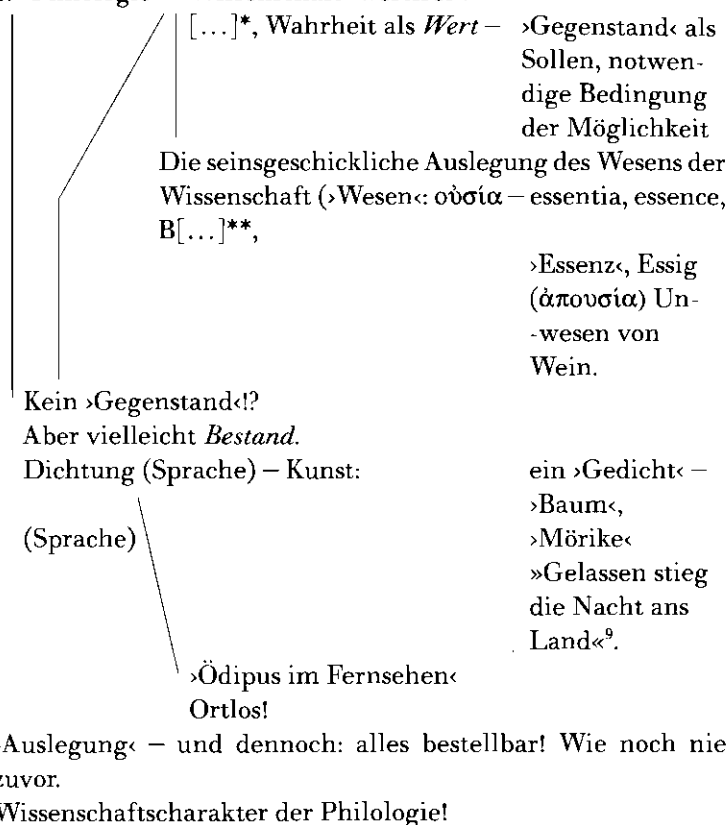 […]*, Wahrheit als Wert – ›Gegenstand‹ als
Sollen, notwen-
dige Bedingung
der Möglichkeit
Die seinsgeschickliche Auslegung des Wesens der
Wissenschaft (›Wesen‹: οὐσία – essentia, essence,
B[…]**,
›Essenz‹, Essig
(ἀπουσία) Un-
-wesen von
Wein.
Kein ›Gegenstand‹!?
Aber vielleicht Bestand.
Dichtung (Sprache) – Kunst: ein ›Gedicht‹ –
›Baum‹,
(Sprache) ›Mörike‹
»Gelassen stieg
die Nacht ans
Land«⁹.
›Ödipus im Fernsehen‹
Ortlos!
Auslegung‹ – und dennoch: alles bestellbar! Wie noch nie
zuvor.
Wissenschaftscharakter der Philologie!